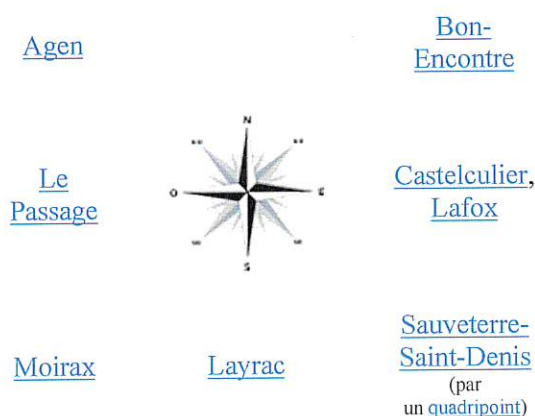 Agen
Bon-
Encontre
N
Le
Passage
O
E
Castelculier,
Lafox
S
Moirax
Layrac
Sauveterre-
Saint-Denis
(par
un quadripoint)